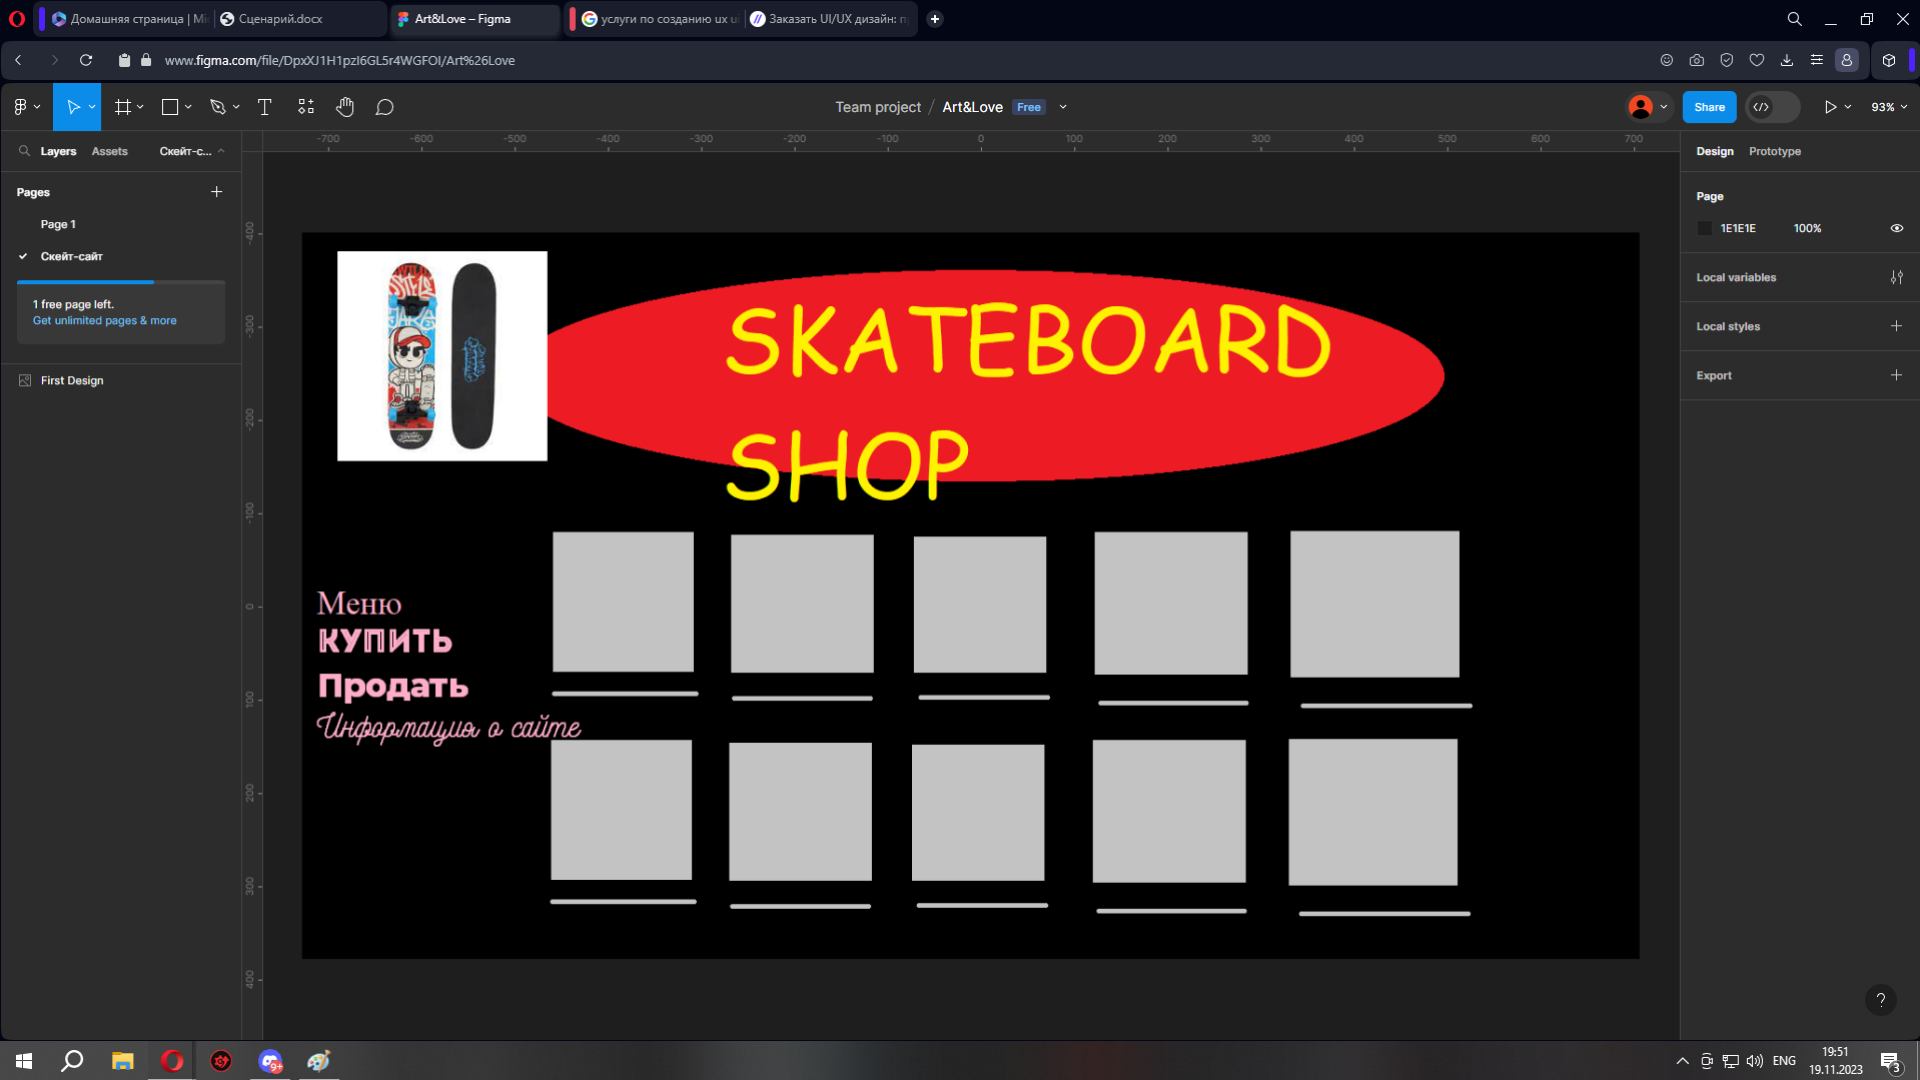 Домашняя страница | Mi
Сценарий.docx
Art&Love – Figma
услуги по созданию ux ui
Заказать UI/UX дизайн: п
www.figma.com/file/DpxXJ1H1pzI6GL5r4WGFOI/Art%26Love
Team project / Art&Love Free
Share
93%
Layers Assets Скейт-с...
-700 -600 -500 -400 -300 -200 -100 0 100 200 300 400 500 600 700
Design Prototype
Pages
Page 1
Скейт-сайт
1 free page left.
Get unlimited pages & more
First Design
-400
-300
-200
-100
0
100
200
300
400
SKATEBOARD
SHOP
Меню
КУПИТЬ
Продать
Информация о сайте
Page
1E1E1E 100%
Local variables
Local styles
Export
?
9+
ENG
19:51
19.11.2023
3